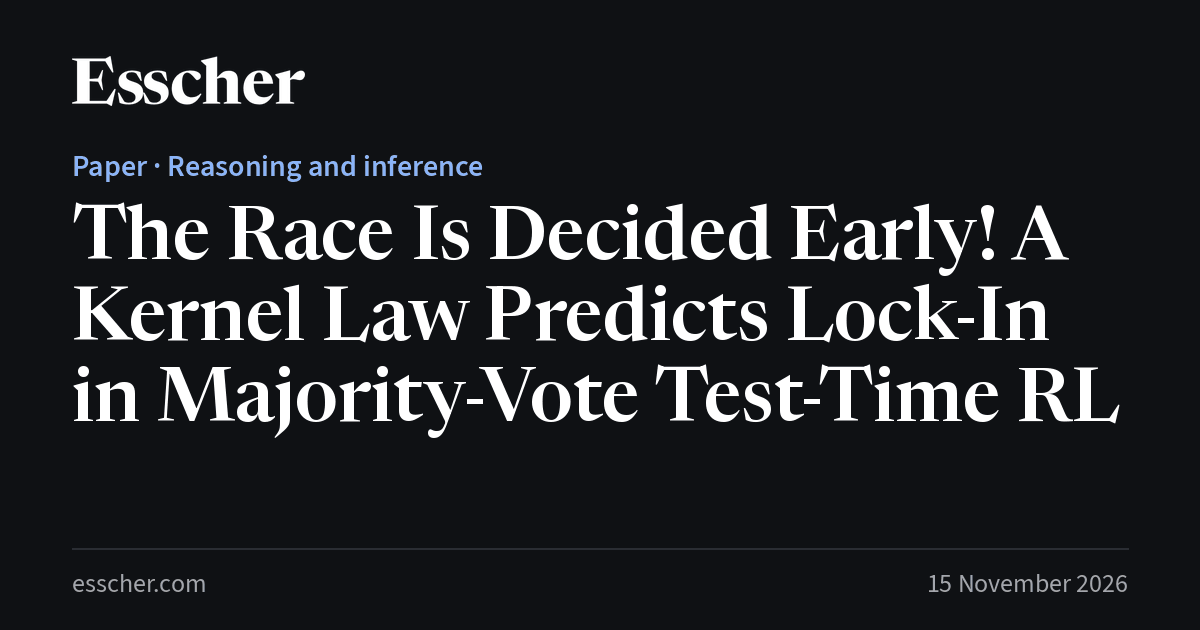 Esscher
Paper · Reasoning and inference
The Race Is Decided Early! A
Kernel Law Predicts Lock-In
in Majority-Vote Test-Time RL
esscher.com
15 November 2026